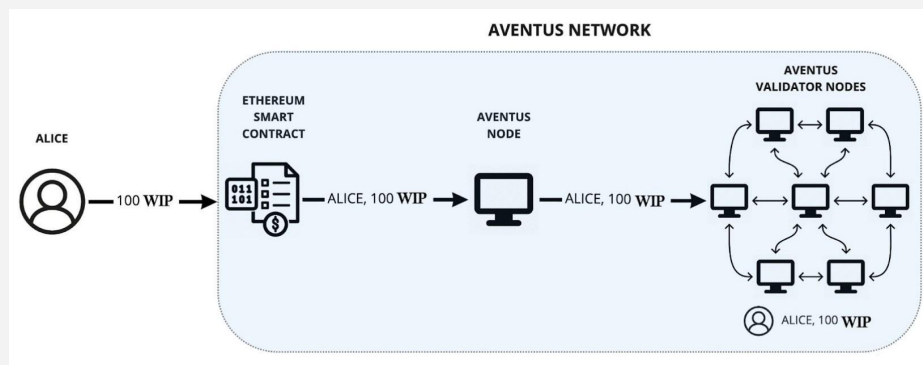 AVENTUS NETWORK
ALICE
100 WIP
ETHEREUM
SMART
CONTRACT
011
101
$
ALICE, 100 WIP
AVENTUS
NODE
ALICE, 100 WIP
AVENTUS
VALIDATOR NODES
ALICE, 100 WIP